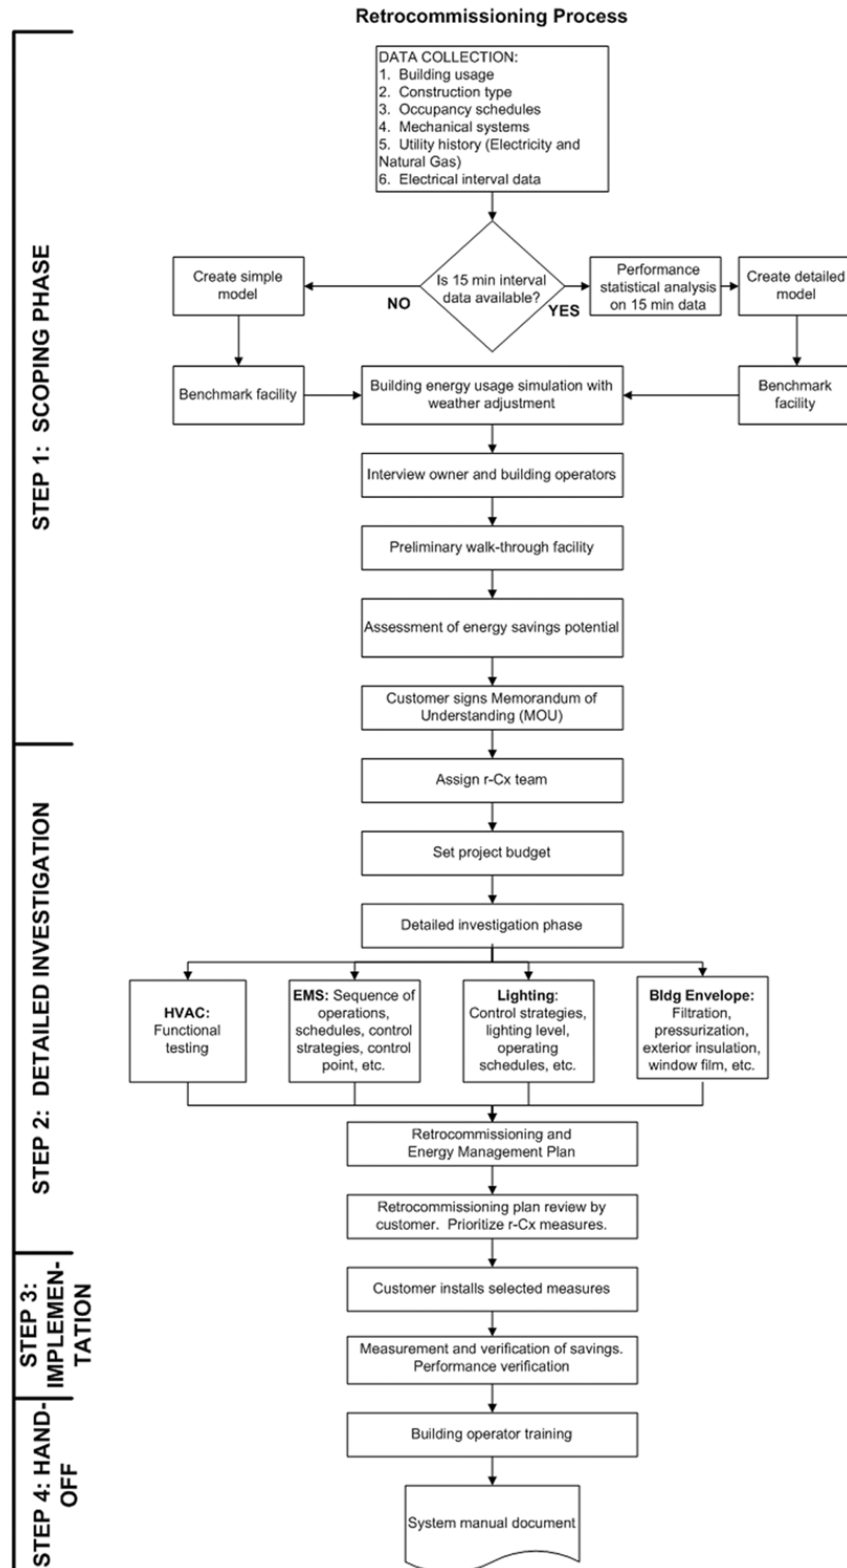 Retrocommissioning Process
STEP 1: SCOPING PHASE
DATA COLLECTION:
1. Building usage
2. Construction type
3. Occupancy schedules
4. Mechanical systems
5. Utility history (Electricity and
Natural Gas)
6. Electrical interval data
Is 15 min interval
data available?
NO
YES
Create simple
model
Performance
statistical analysis
on 15 min data
Create detailed
model
Benchmark facility
Building energy usage simulation with
weather adjustment
Benchmark
facility
Interview owner and building operators
Preliminary walk-through facility
Assessment of energy savings potential
Customer signs Memorandum of
Understanding (MOU)
STEP 2: DETAILED INVESTIGATION
Assign r-Cx team
Set project budget
Detailed investigation phase
HVAC:
Functional
testing
EMS: Sequence of
operations,
schedules, control
strategies, control
point, etc.
Lighting:
Control strategies,
lighting level,
operating
schedules, etc.
Bldg Envelope:
Filtration,
pressurization,
exterior insulation,
window film, etc.
Retrocommissioning and
Energy Management Plan
Retrocommissioning plan review by
customer. Prioritize r-Cx measures.
STEP 3:
IMPLEMEN-
TATION
Customer installs selected measures
Measurement and verification of savings.
Performance verification
STEP 4: HAND-
OFF
Building operator training
System manual document